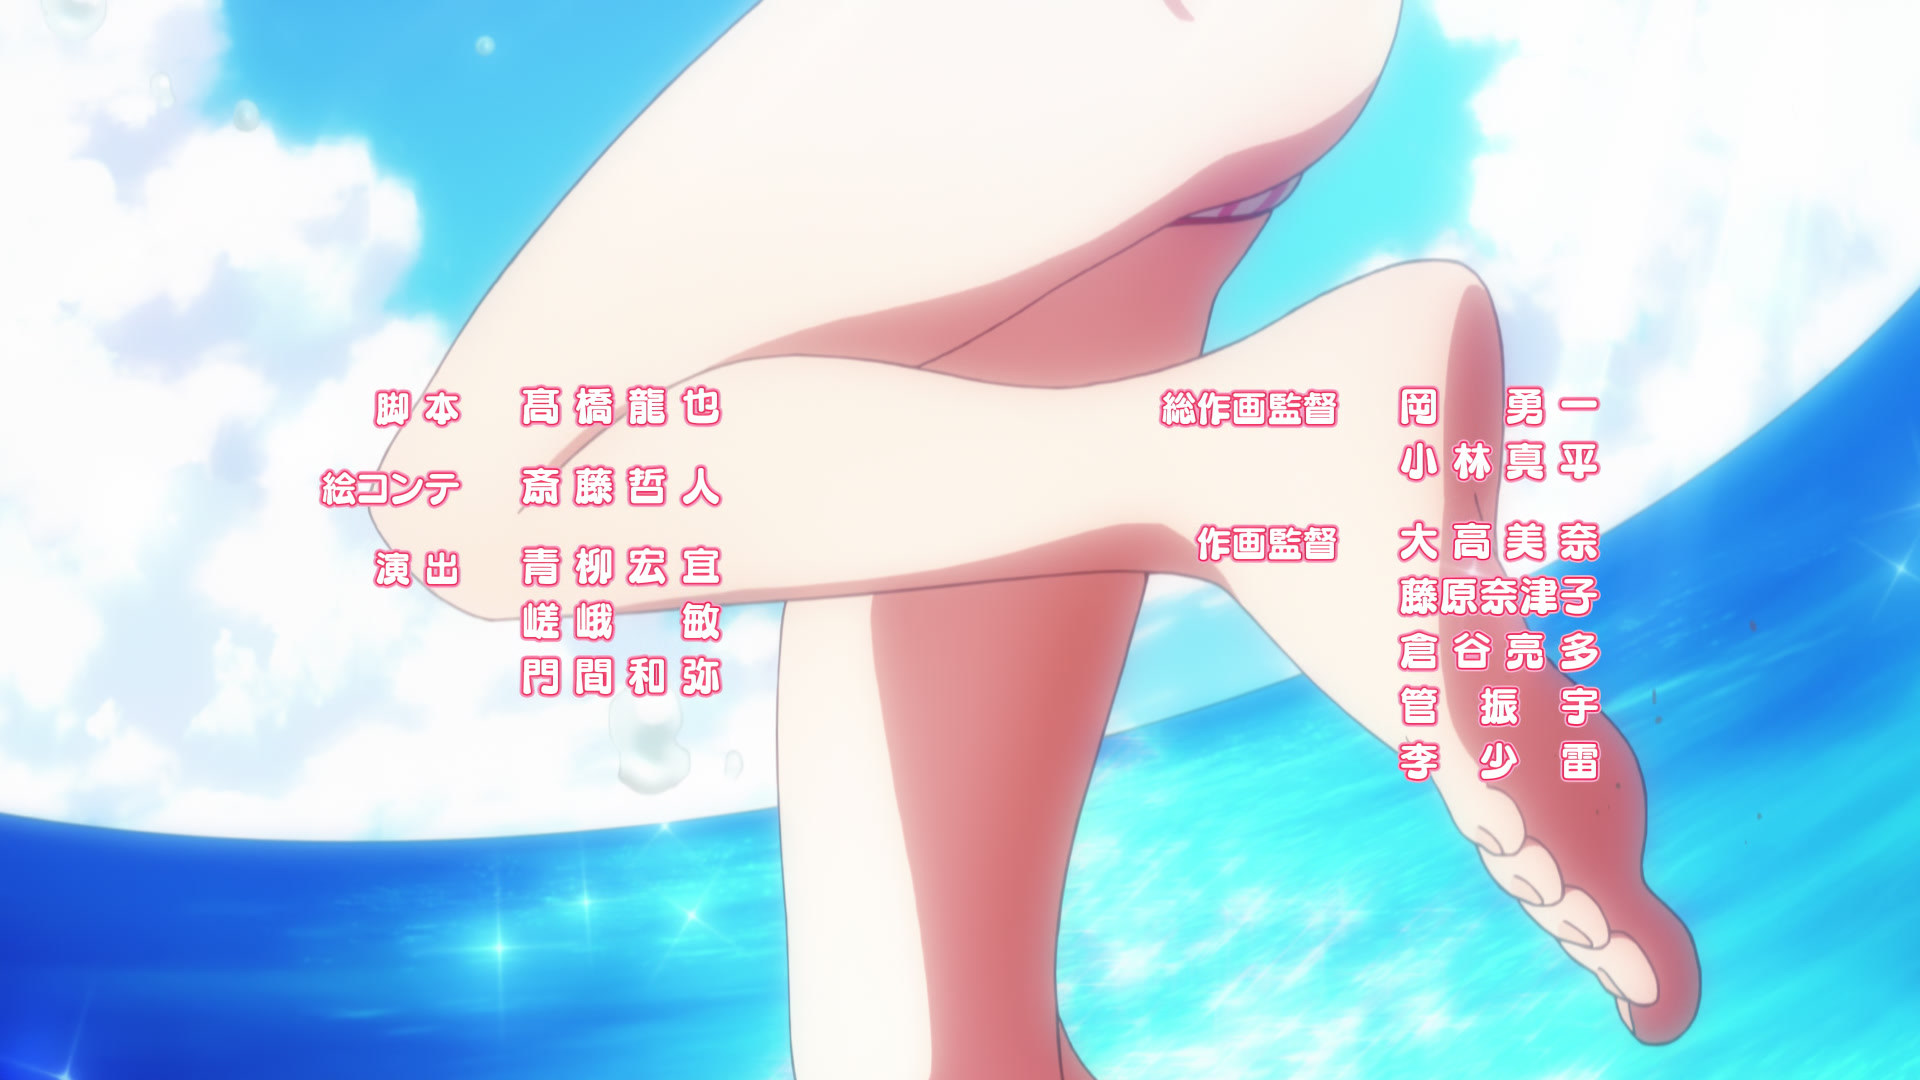 脚本 髙橋龍也
絵コンテ 斎藤哲人
演出 青柳宏宜
嵯峨敏
門間和弥
総作画監督 岡勇一
小林真平
作画監督 大高美奈
藤原奈津子
倉谷亮多
管振宇
李少雷